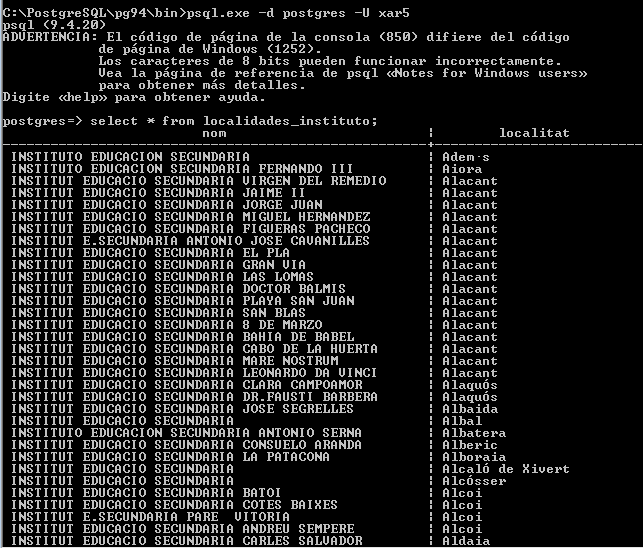 C:\PostgreSQL\pg94\bin>psql.exe -d postgres -U xar5
psql (9.4.20)
ADVERTENCIA: El código de página de la consola (850) difiere del código
de página de Windows (1252).
Los caracteres de 8 bits pueden funcionar incorrectamente.
Vea la página de referencia de psql «Notes for Windows users»
para obtener más detalles.
Digite «help» para obtener ayuda.
postgres=> select * from localidades_instituto;
nom ¦ localitat
INSTITUTO EDUCACION SECUNDARIA ¦ Adem·s
INSTITUTO EDUCACION SECUNDARIA FERNANDO III ¦ Aiora
INSTITUT EDUCACIO SECUNDARIA VIRGEN DEL REMEDIO ¦ Alacant
INSTITUT EDUCACIO SECUNDARIA JAIME II ¦ Alacant
INSTITUT EDUCACIO SECUNDARIA JORGE JUAN ¦ Alacant
INSTITUT EDUCACIO SECUNDARIA MIGUEL HERNANDEZ ¦ Alacant
INSTITUT EDUCACIO SECUNDARIA FIGUERAS PACHECO ¦ Alacant
INSTITUT E.SECUNDARIA ANTONIO JOSE CAVANILLES ¦ Alacant
INSTITUT EDUCACIO SECUNDARIA EL PLA ¦ Alacant
INSTITUT EDUCACIO SECUNDARIA GRAN VIA ¦ Alacant
INSTITUT EDUCACIO SECUNDARIA LAS LOMAS ¦ Alacant
INSTITUT EDUCACIO SECUNDARIA DOCTOR BALMIS ¦ Alacant
INSTITUT EDUCACIO SECUNDARIA PLAYA SAN JUAN ¦ Alacant
INSTITUT EDUCACIO SECUNDARIA SAN BLAS ¦ Alacant
INSTITUT EDUCACIO SECUNDARIA 8 DE MARZO ¦ Alacant
INSTITUT EDUCACIO SECUNDARIA BAHIA DE BABEL ¦ Alacant
INSTITUT EDUCACIO SECUNDARIA CABO DE LA HUERTA ¦ Alacant
INSTITUT EDUCACIO SECUNDARIA MARE NOSTRUM ¦ Alacant
INSTITUT EDUCACIO SECUNDARIA LEONARDO DA VINCI ¦ Alacant
INSTITUT EDUCACIO SECUNDARIA CLARA CAMPOAMOR ¦ Alaquós
INSTITUT EDUCACIO SECUNDARIA DR.FAUSTI BARBERA ¦ Alaquós
INSTITUT EDUCACIO SECUNDARIA JOSE SEGRELLES ¦ Albaida
INSTITUT EDUCACIO SECUNDARIA ¦ Albal
INSTITUTO EDUCACION SECUNDARIA ANTONIO SERNA ¦ Albatera
INSTITUT EDUCACIO SECUNDARIA CONSUELO ARANDA ¦ Alberic
INSTITUT EDUCACIO SECUNDARIA LA PATACONA ¦ Alboraia
INSTITUT EDUCACIO SECUNDARIA ¦ Alcaló de Xivert
INSTITUT EDUCACIO SECUNDARIA ¦ Alcósser
INSTITUT EDUCACIO SECUNDARIA BATOI ¦ Alcoi
INSTITUT EDUCACIO SECUNDARIA COTES BAIXES ¦ Alcoi
INSTITUT E.SECUNDARIA PARE  VITORIA ¦ Alcoi
INSTITUT EDUCACIO SECUNDARIA ANDREU SEMPERE ¦ Alcoi
INSTITUT EDUCACIO SECUNDARIA CARLES SALVADOR ¦ Aldaia